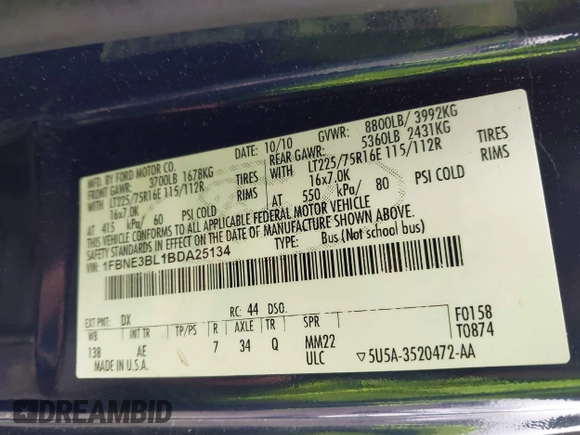 MFD. BY FORD MOTOR CO.
DATE: 10/10
GVWR: 8800LB/ 3992KG
FRONT GAWR: 3700LB 1678KG
REAR GAWR: 5360LB 2431KG
WITH LT225/75R16E 115/112R TIRES
WITH LT225/75R16E 115/112R TIRES
16x7.0K RIMS
16x7.0K RIMS
AT 415 kPa/ 60 PSI COLD
AT 550 kPa/ 80 PSI COLD
THIS VEHICLE CONFORMS TO ALL APPLICABLE FEDERAL MOTOR VEHICLE
SAFETY STANDARDS IN EFFECT ON THE DATE OF MANUFACTURE SHOWN ABOVE.
VIN: 1FBNE3BL1BDA25134
TYPE: Bus (Not school bus)
EXT PNT: DX RC: 44 DSO:
WB INT TR TP/PS R AXLE TR SPR
138 AE 7 34 Q MM22
ULC
MADE IN U.S.A.
F0158
T0874
▽5U5A-3520472-AA
DREAMBID